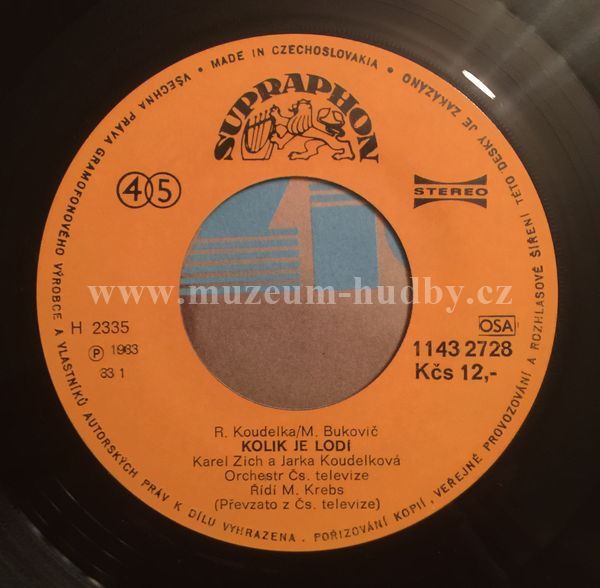 VŠECHNA PRÁVA GRAMOFONOVÉHO VÝROBCE A VLASTNÍKŮ AUTORSKÝCH PRÁV K DÍLU VYHRAZENA. POŘIZOVÁNÍ KOPIÍ, VEŘEJNÉ PROVOZOVÁNÍ A ROZHLASOVÉ ŠÍŘENÍ TÉTO DESKY JE ZAKÁZÁNO
• MADE IN CZECHOSLOVAKIA •
SUPRAPHON
45
STEREO
www.muzeum-hudby.cz
H 2335
OSA
Ⓟ 1983
1143 2728
83 1
Kčs 12,-
R. Koudelka/M. Bukovič
KOLIK JE LODÍ
Karel Zich a Jarka Koudelková
Orchestr Čs. televize
Řídí M. Krebs
(Převzato z Čs. televize)